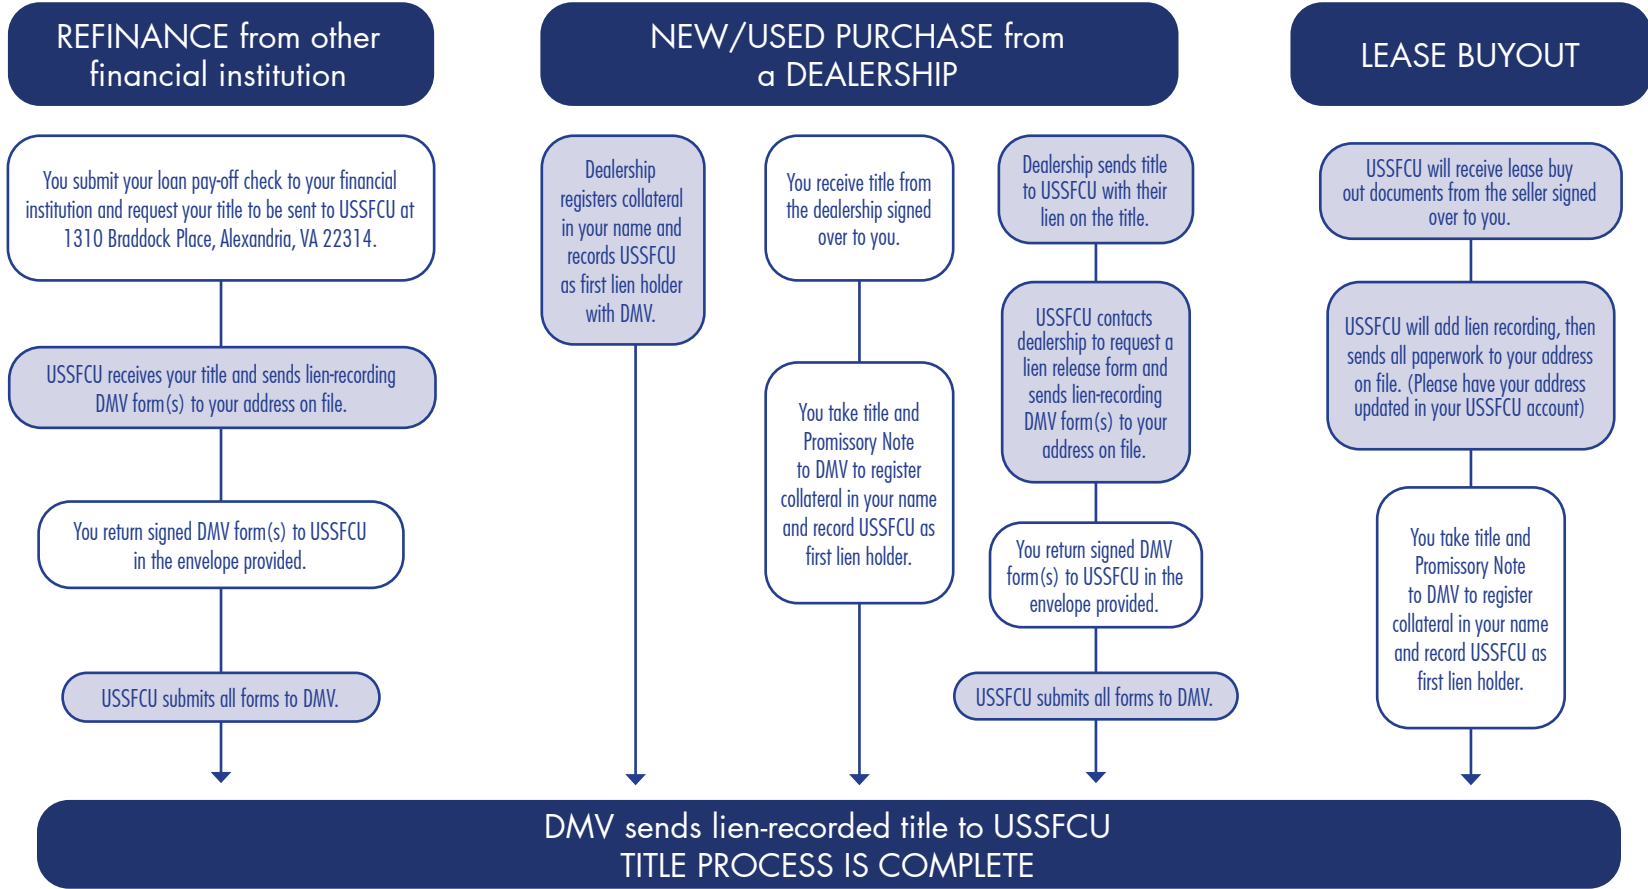 REFINANCE from other
financial institution
You submit your loan pay-off check to your financial
institution and request your title to be sent to USSFCU at
1310 Braddock Place, Alexandria, VA 22314.
USSFCU receives your title and sends lien-recording
DMV form(s) to your address on file.
You return signed DMV form(s) to USSFCU
in the envelope provided.
USSFCU submits all forms to DMV.
NEW/USED PURCHASE from
a DEALERSHIP
Dealership
registers collateral
in your name and
records USSFCU
as first lien holder
with DMV.
You receive title from
the dealership signed
over to you.
You take title and
Promissory Note
to DMV to register
collateral in your name
and record USSFCU as
first lien holder.
Dealership sends title
to USSFCU with their
lien on the title.
USSFCU contacts
dealership to request a
lien release form and
sends lien-recording
DMV form(s) to your
address on file.
You return signed DMV
form(s) to USSFCU in the
envelope provided.
USSFCU submits all forms to DMV.
LEASE BUYOUT
USSFCU will receive lease buy
out documents from the seller signed
over to you.
USSFCU will add lien recording, then
sends all paperwork to your address
on file. (Please have your address
updated in your USSFCU account)
You take title and
Promissory Note
to DMV to register
collateral in your name
and record USSFCU as
first lien holder.
DMV sends lien-recorded title to USSFCU
TITLE PROCESS IS COMPLETE